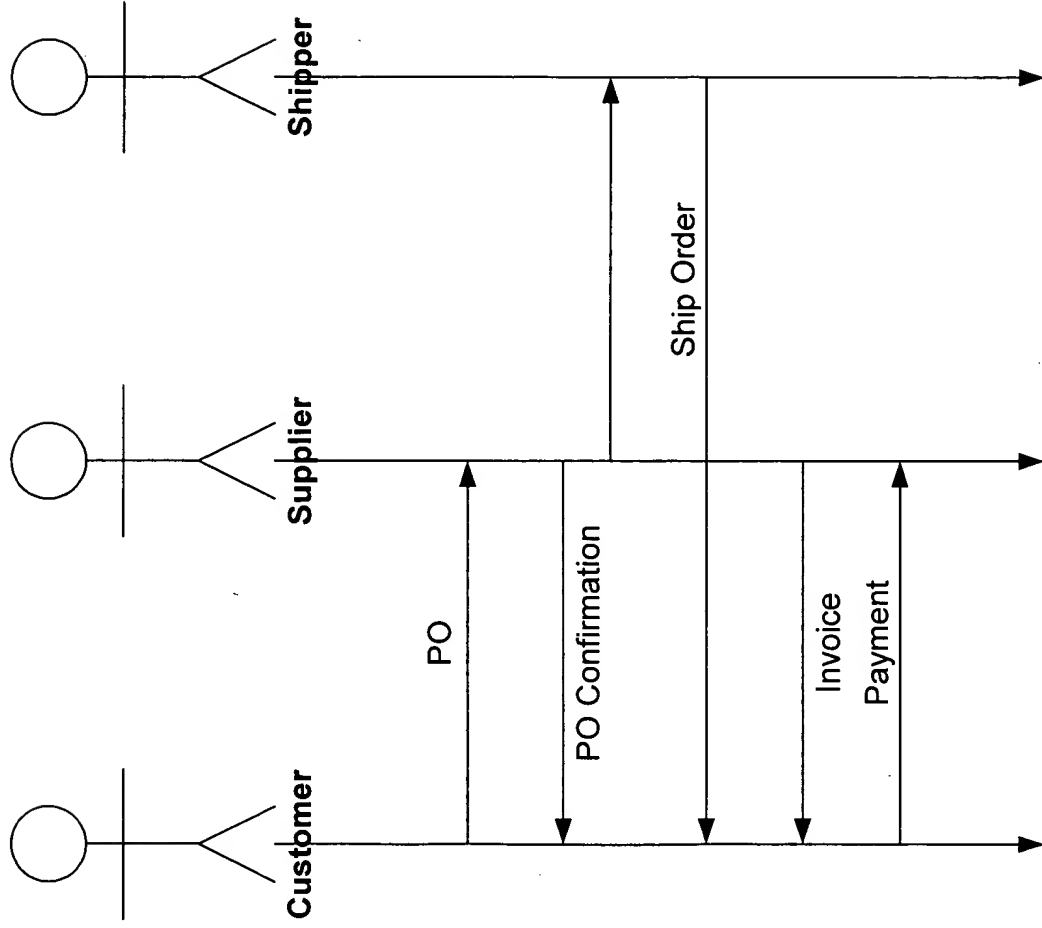 Customer
Supplier
Shipper
PO
PO Confirmation
Ship Order
Invoice
Payment